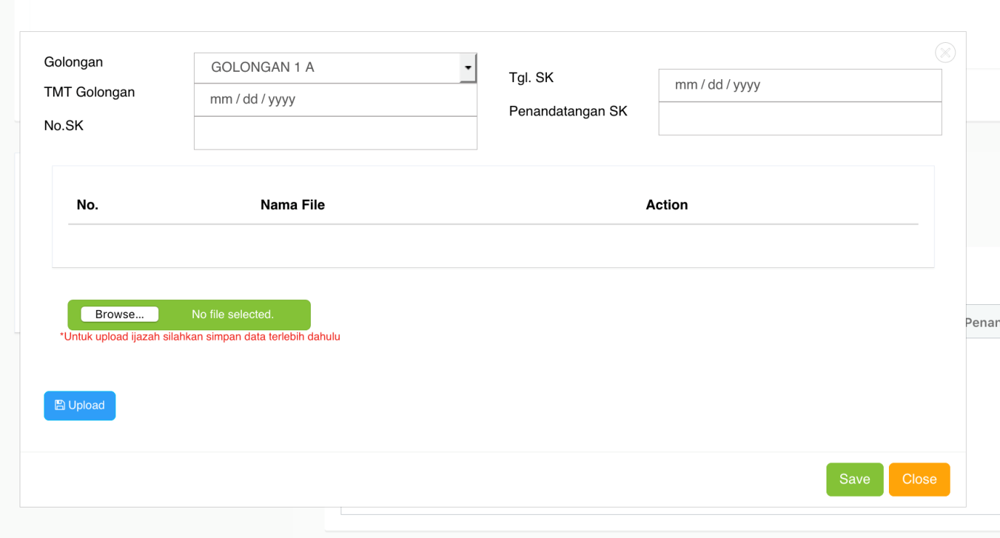 Golongan
GOLONGAN 1 A
TMT Golongan
mm / dd / yyyy
No.SK
Tgl. SK
mm / dd / yyyy
Penandatangan SK
No. Nama File Action
Browse... No file selected.
*Untuk upload ijazah silahkan simpan data terlebih dahulu
Upload
Penan
Save Close